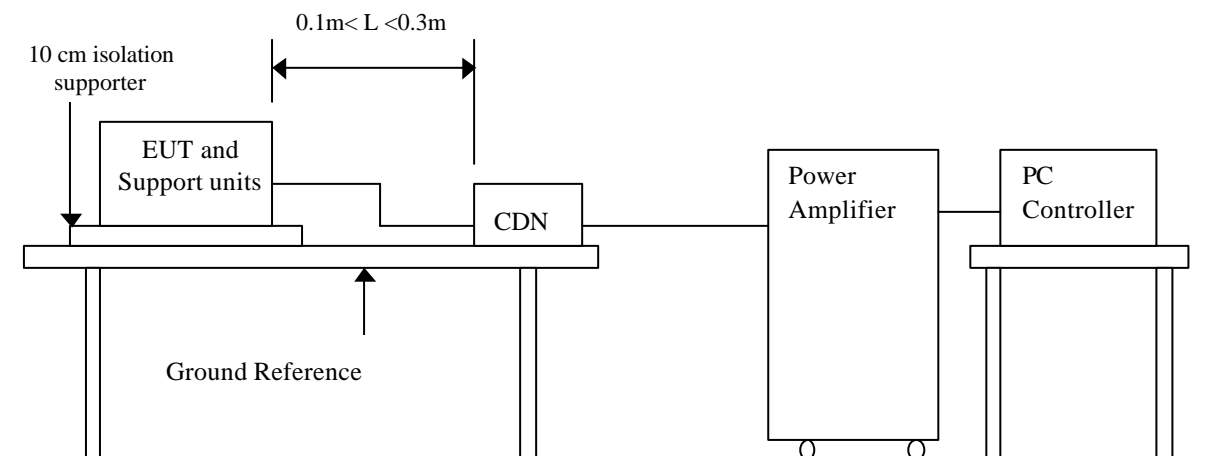 0.1m< L <0.3m
10 cm isolation
supporter
EUT and
Support units
CDN
Power
Amplifier
PC
Controller
Ground Reference